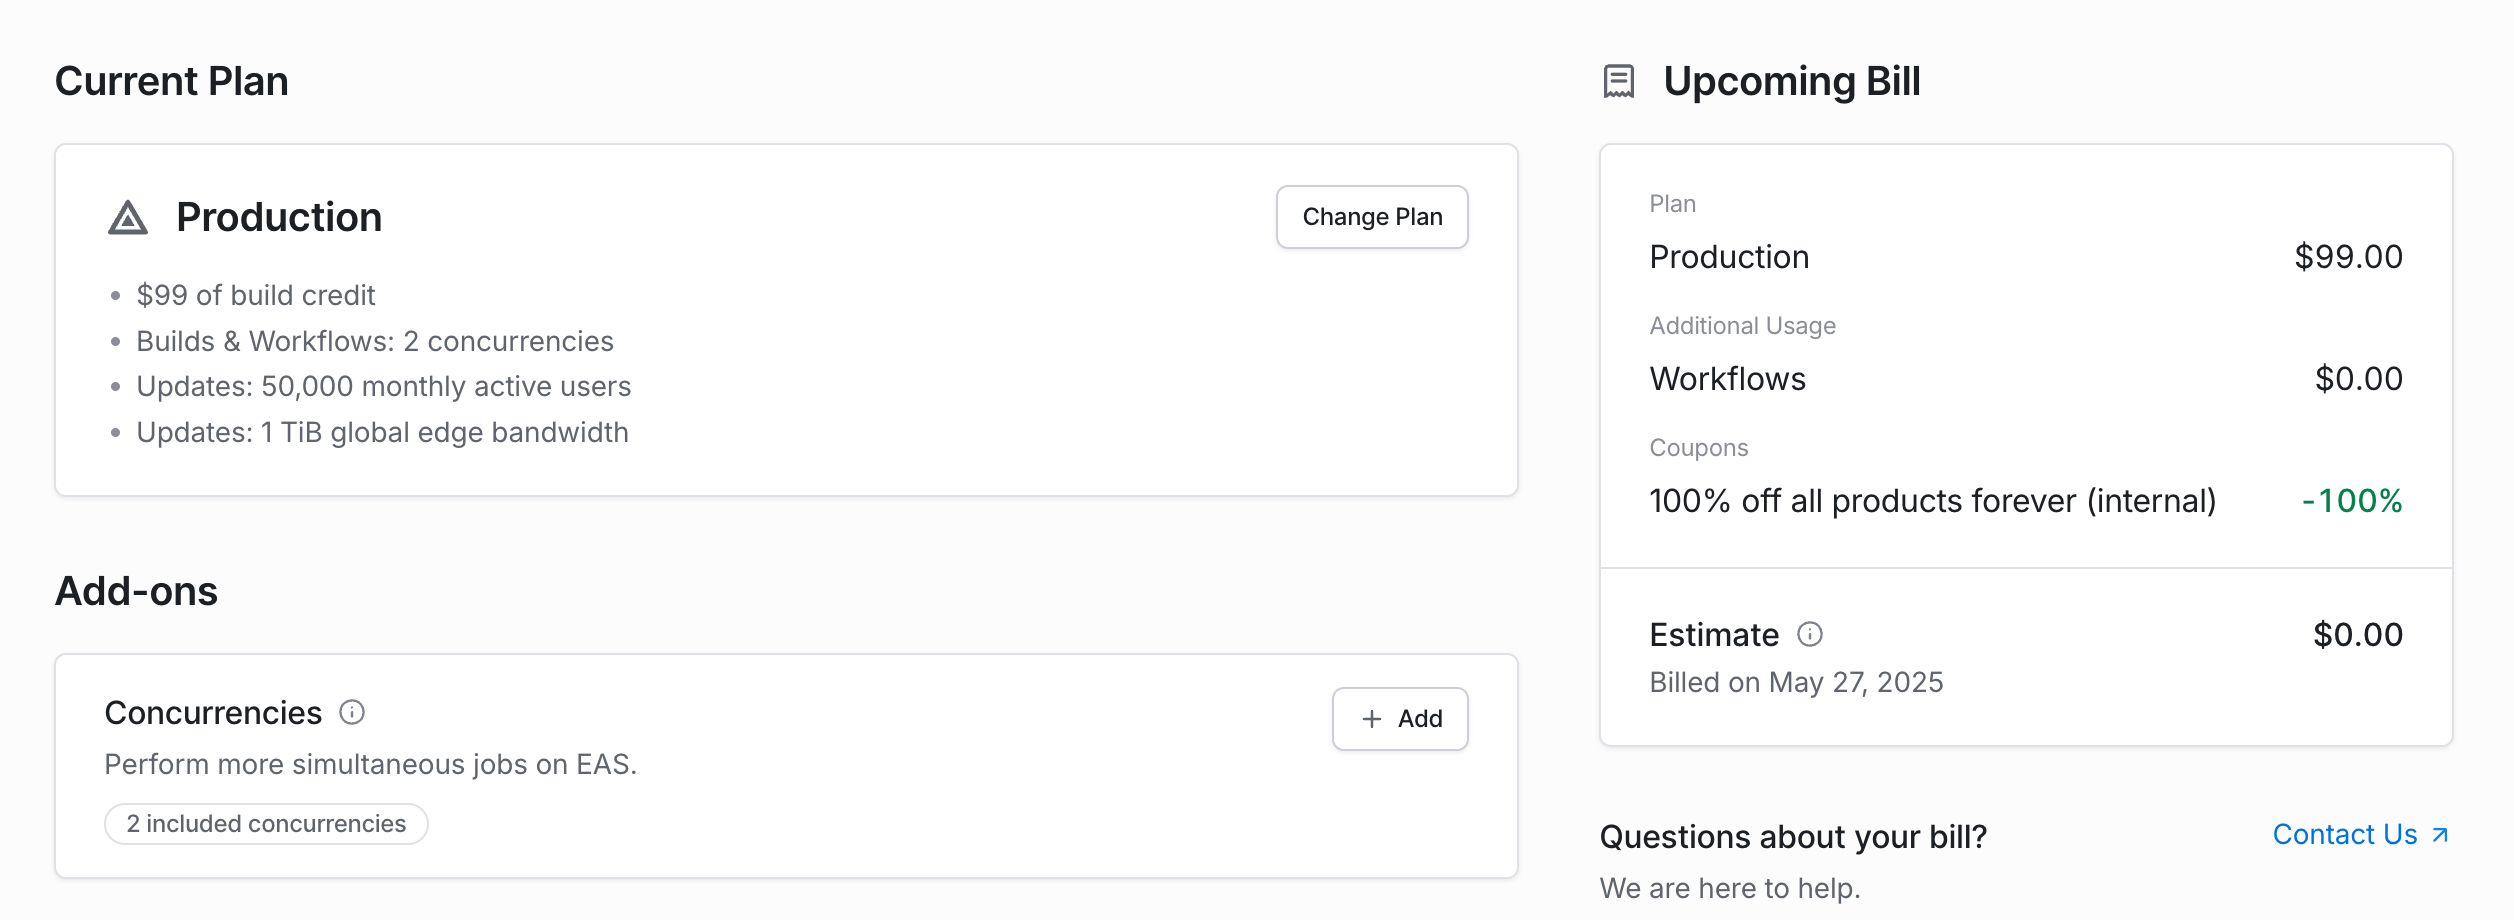 Current Plan
Production
Change Plan
$99 of build credit
Builds & Workflows: 2 concurrencies
Updates: 50,000 monthly active users
Updates: 1 TiB global edge bandwidth
Add-ons
Concurrencies
Add
Perform more simultaneous jobs on EAS.
2 included concurrencies
Upcoming Bill
Plan
Production $99.00
Additional Usage
Workflows $0.00
Coupons
100% off all products forever (internal) -100%
Estimate $0.00
Billed on May 27, 2025
Questions about your bill? Contact Us
We are here to help.